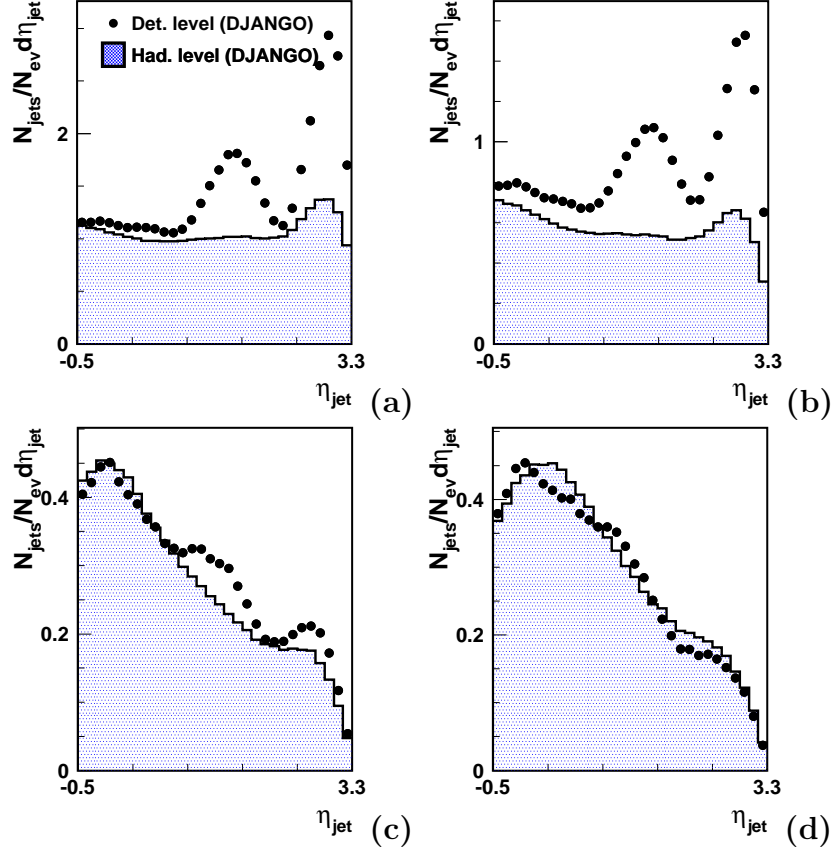 Det. level (DJANGO)
Had. level (DJANGO)
N_jets/N_ev dη_jet
2
0
-0.5
3.3
η_jet
(a)
N_jets/N_ev dη_jet
1
0
-0.5
3.3
η_jet
(b)
N_jets/N_ev dη_jet
0.4
0.2
0
-0.5
3.3
η_jet
(c)
N_jets/N_ev dη_jet
0.4
0.2
0
-0.5
3.3
η_jet
(d)